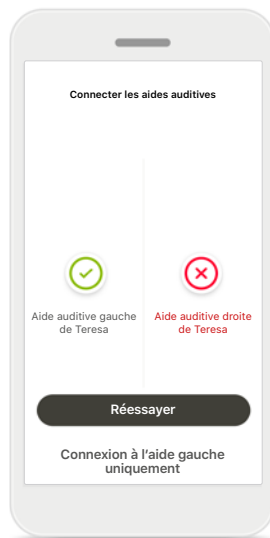 Connecter les aides auditives
Aide auditive gauche
de Teresa
Aide auditive droite
de Teresa
Réessayer
Connexion à l’aide gauche
uniquement